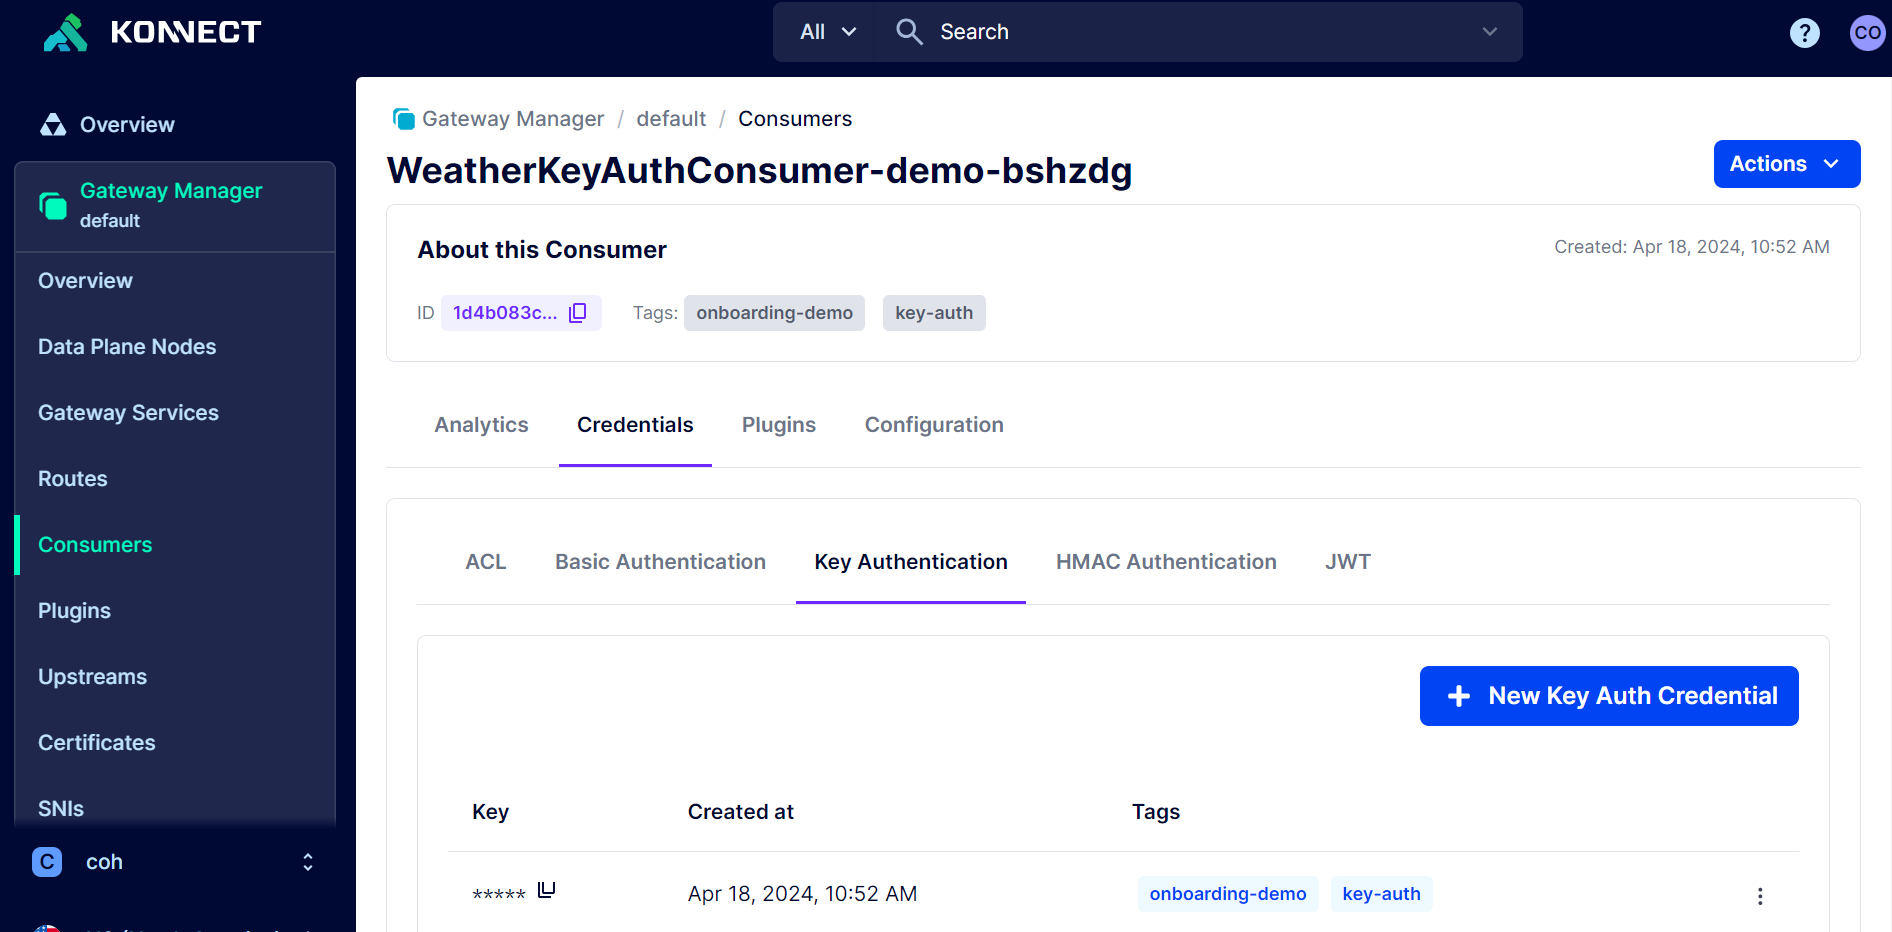 KONNECT
All
Search
?
CO
Overview
Gateway Manager
default
Overview
Data Plane Nodes
Gateway Services
Routes
Consumers
Plugins
Upstreams
Certificates
SNIs
C
coh
Gateway Manager / default / Consumers
WeatherKeyAuthConsumer-demo-bshzdg
Actions
About this Consumer
Created: Apr 18, 2024, 10:52 AM
ID 1d4b083c... Tags: onboarding-demo key-auth
Analytics Credentials Plugins Configuration
ACL Basic Authentication Key Authentication HMAC Authentication JWT
+ New Key Auth Credential
Key Created at Tags
***** Apr 18, 2024, 10:52 AM onboarding-demo key-auth